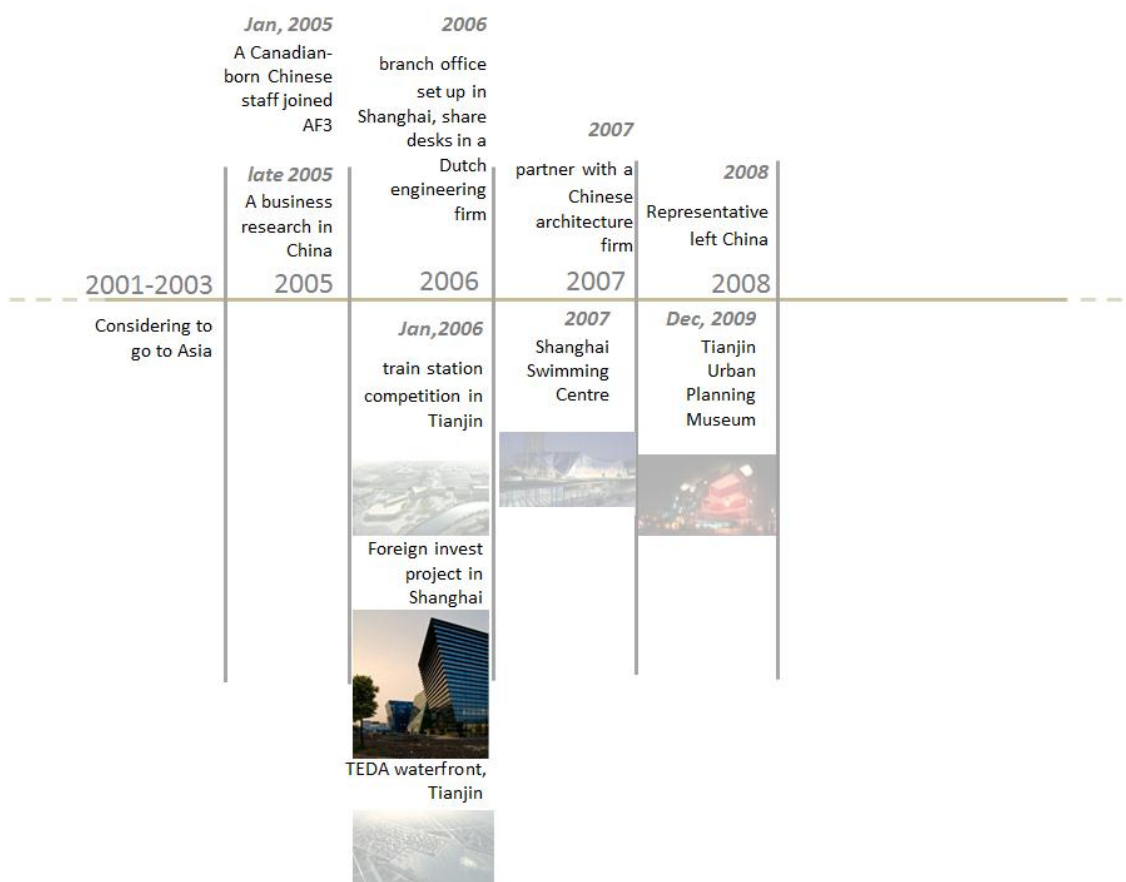 Jan, 2005
A Canadian-
born Chinese
staff joined
AF3
late 2005
A business
research in
China
2006
branch office
set up in
Shanghai, share
desks in a
Dutch
engineering
firm
2007
partner with a
Chinese
architecture
firm
2008
Representative
left China
2001-2003
2005
2006
2007
2008
Considering to
go to Asia
Jan,2006
train station
competition in
Tianjin
Foreign invest
project in
Shanghai
TEDA waterfront,
Tianjin
2007
Shanghai
Swimming
Centre
Dec, 2009
Tianjin
Urban
Planning
Museum